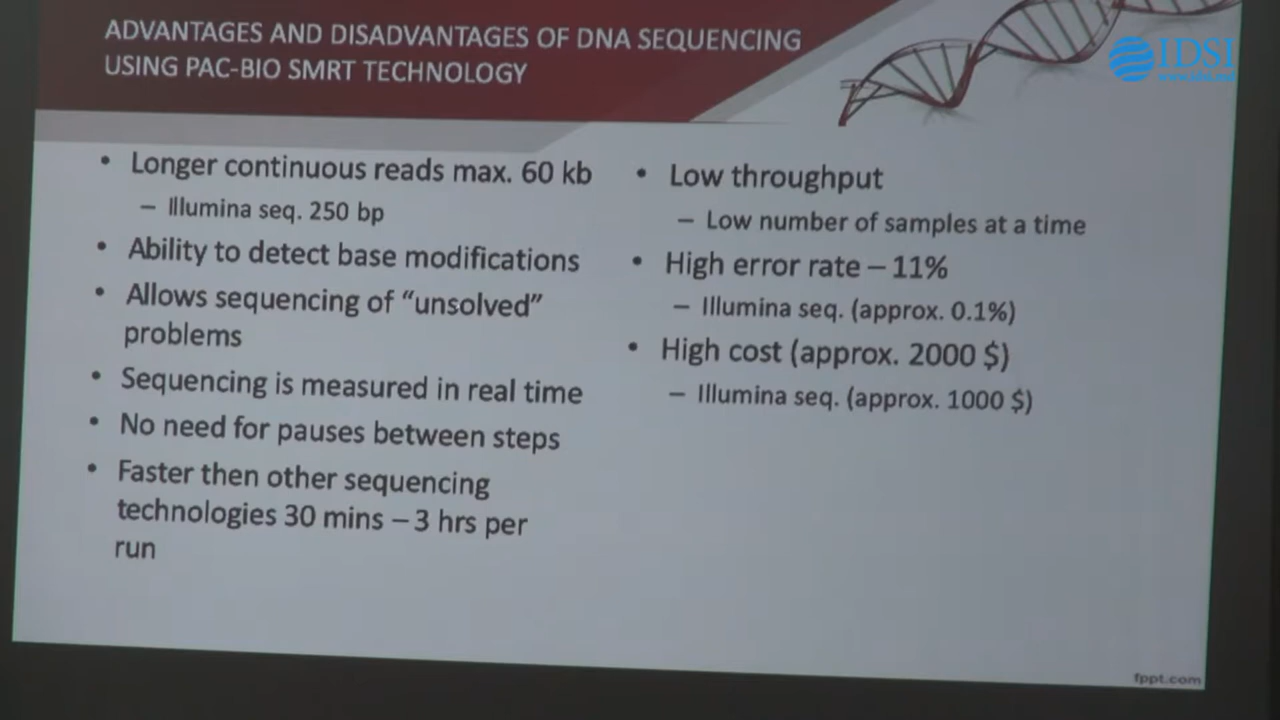 ADVANTAGES AND DISADVANTAGES OF DNA SEQUENCING
USING PAC-BIO SMRT TECHNOLOGY
IDSI
• Longer continuous reads max. 60 kb
– Illumina seq. 250 bp
• Ability to detect base modifications
• Allows sequencing of “unsolved”
problems
• Sequencing is measured in real time
• No need for pauses between steps
• Faster then other sequencing
technologies 30 mins – 3 hrs per
run
• Low throughput
– Low number of samples at a time
• High error rate – 11%
– Illumina seq. (approx. 0.1%)
• High cost (approx. 2000 $)
– Illumina seq. (approx. 1000 $)
fppt.com